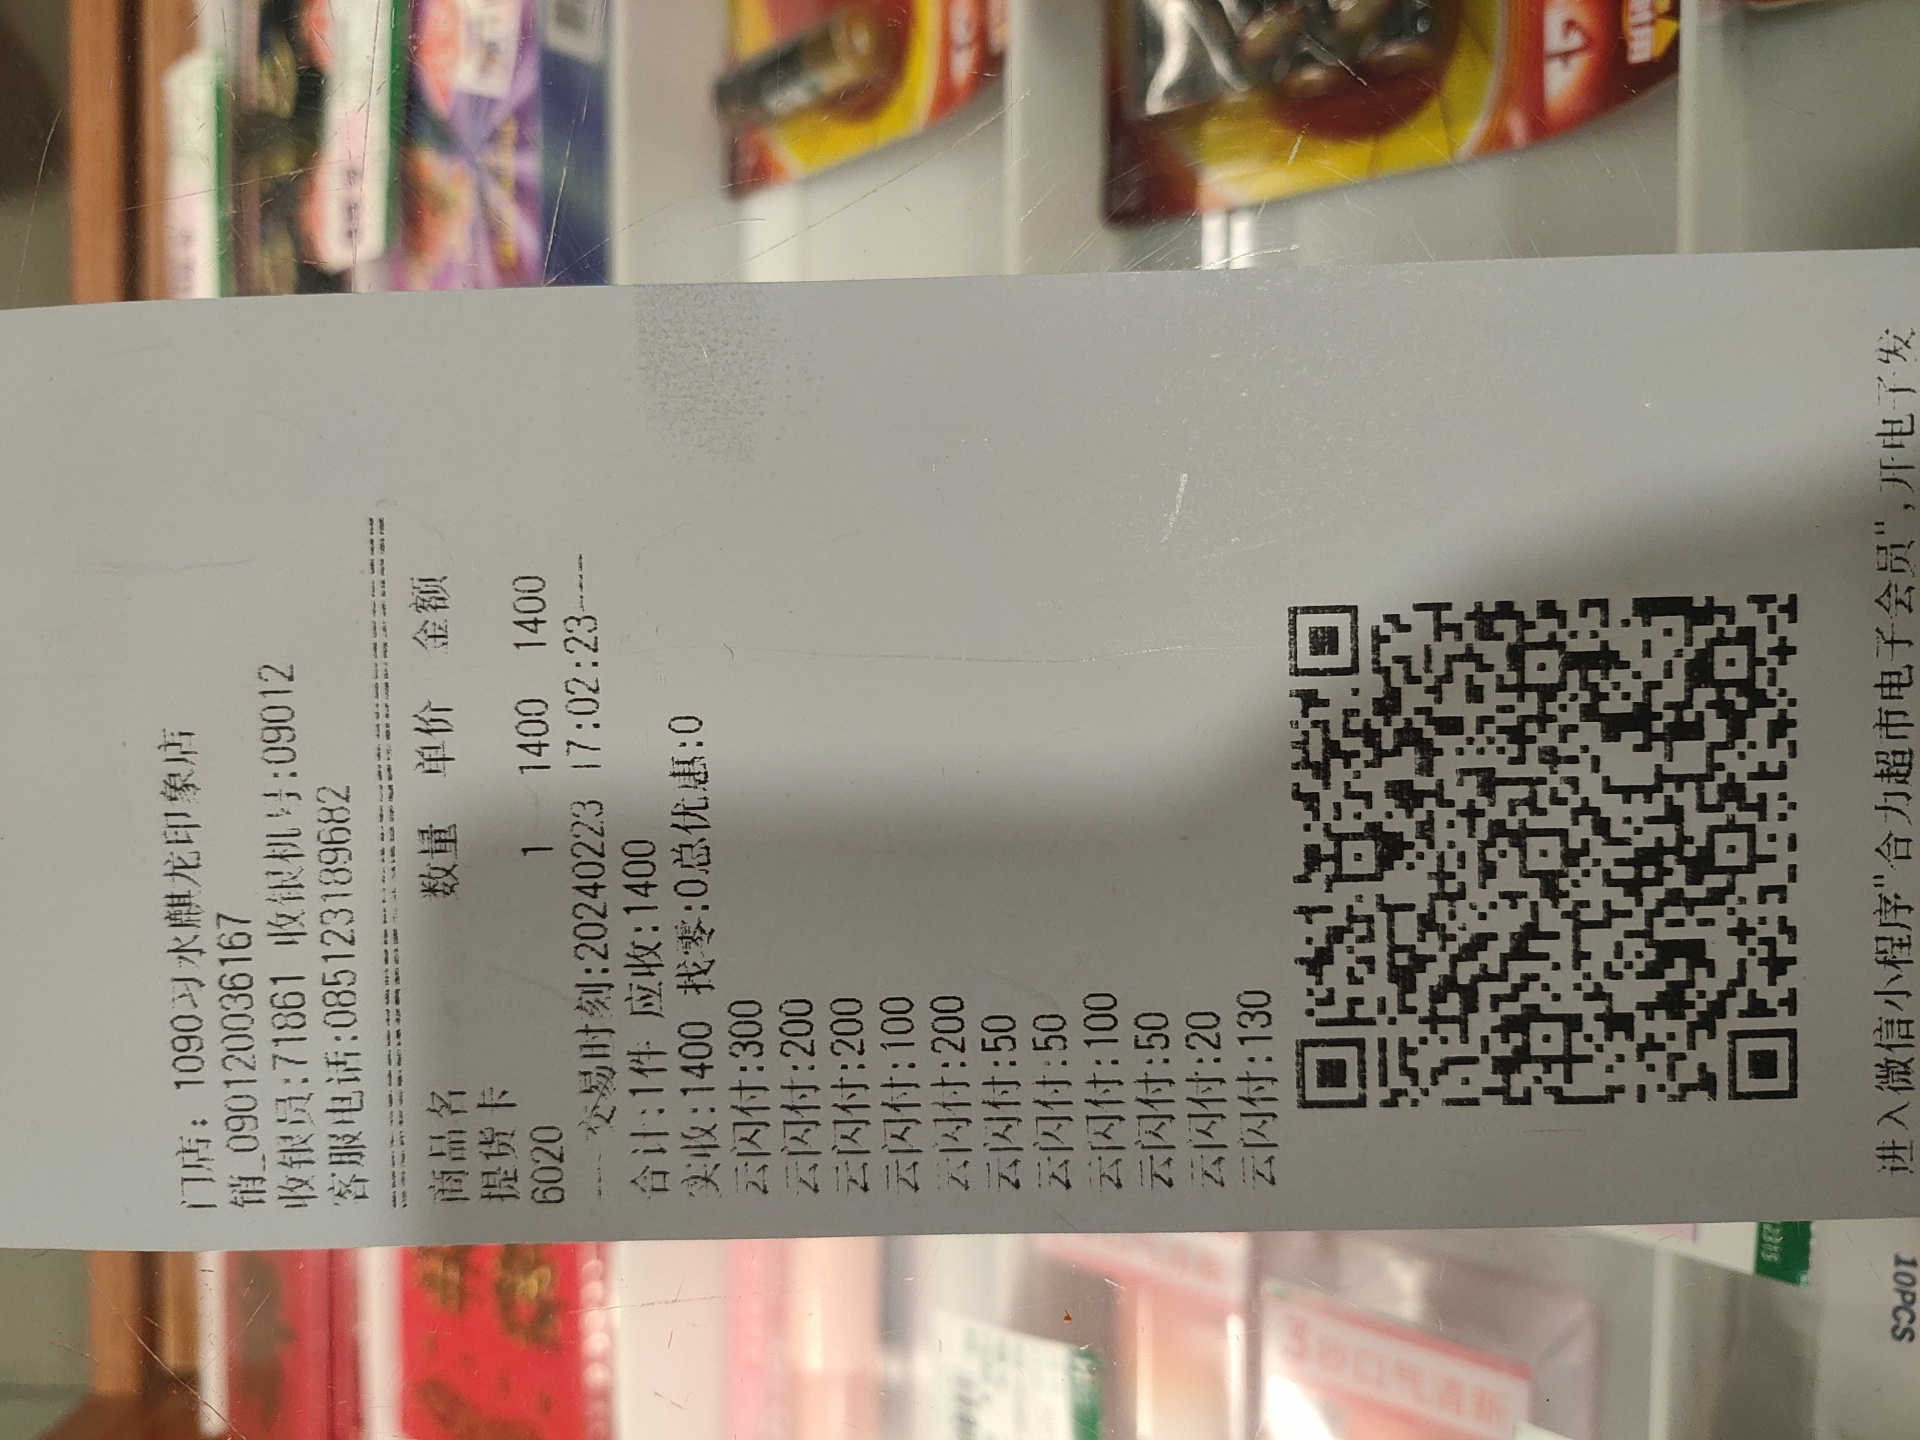 门店: 1090习水麒龙印象店
销_09012003616​7
收银员:71861 收银机号:09012
客服电话:085123189682
商品名 数量 单价 金额
提货卡
6020 1 1400 1400
----交易时刻:20240223 17:02:23----
合计:1件 应收:1400
实收:1400 找零:0总优惠:0
云闪付:300
云闪付:200
云闪付:200
云闪付:100
云闪付:200
云闪付:50
云闪付:50
云闪付:100
云闪付:50
云闪付:20
云闪付:130
进入微信小程序"合力超市电子会员",开电子发
10PCS
口气清新